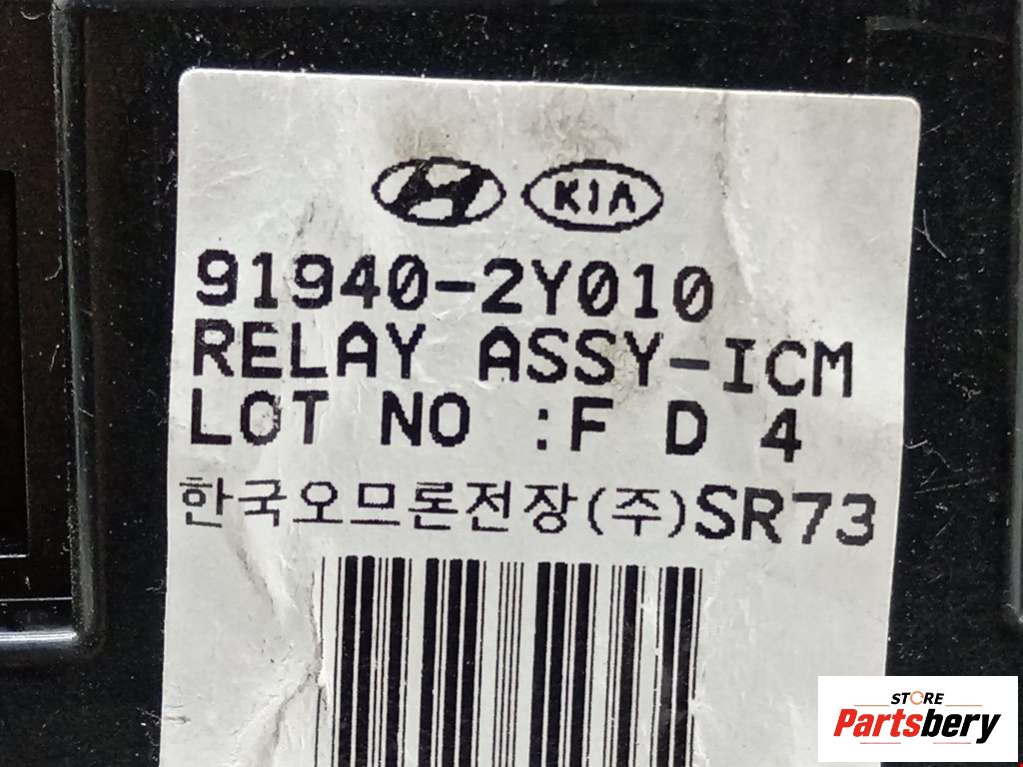 KIA
91940-2Y010
RELAY ASSY-ICM
LOT NO :F D 4
한국오므론전장(주)SR73
STORE
Partsbery